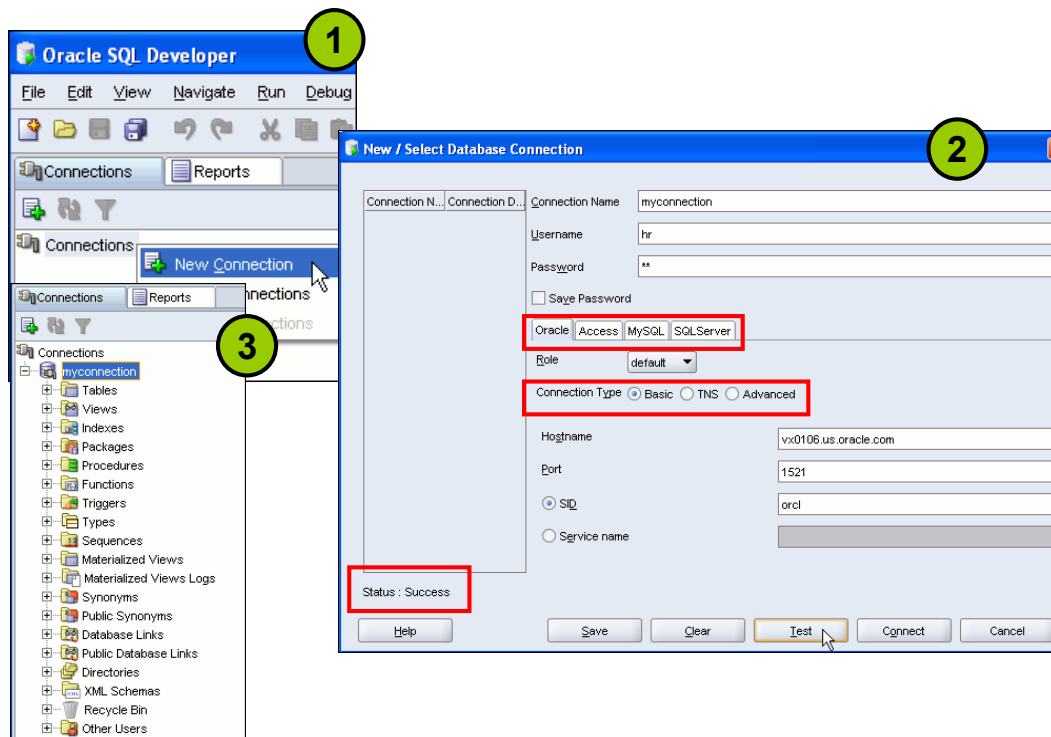 1
Oracle SQL Developer
File Edit View Navigate Run Debug
Connections Reports
Connections
New Connection
nnections
ctions
2
New / Select Database Connection
Connection N... Connection D...
Connection Name myconnection
Username hr
Password **
Save Password
Oracle Access MySQL SQLServer
Role default
Connection Type Basic TNS Advanced
Hostname vx0106.us.oracle.com
Port 1521
SID orcl
Service name
Status : Success
Help Save Clear Test Connect Cancel
3
Connections Reports
Connections
myconnection
Tables
Views
Indexes
Packages
Procedures
Functions
Triggers
Types
Sequences
Materialized Views
Materialized Views Logs
Synonyms
Public Synonyms
Database Links
Public Database Links
Directories
XML Schemas
Recycle Bin
Other Users